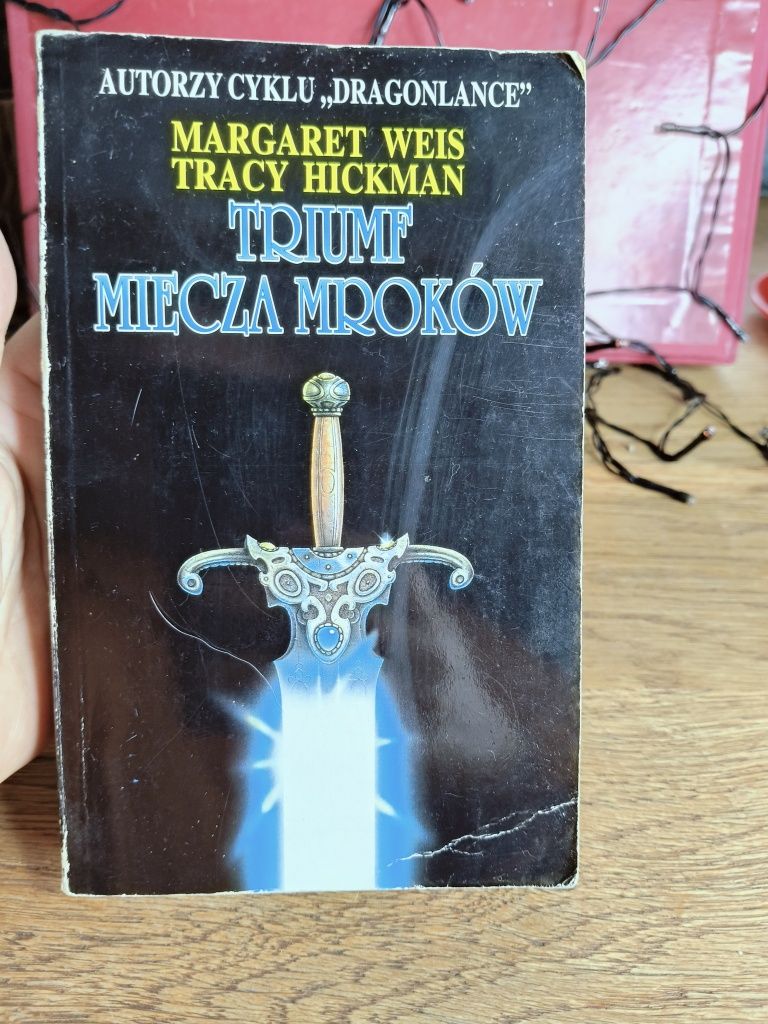 AUTORZY CYKLU „DRAGONLANCE”
MARGARET WEIS
TRACY HICKMAN
TRIUMF
MIECZA MROKÓW